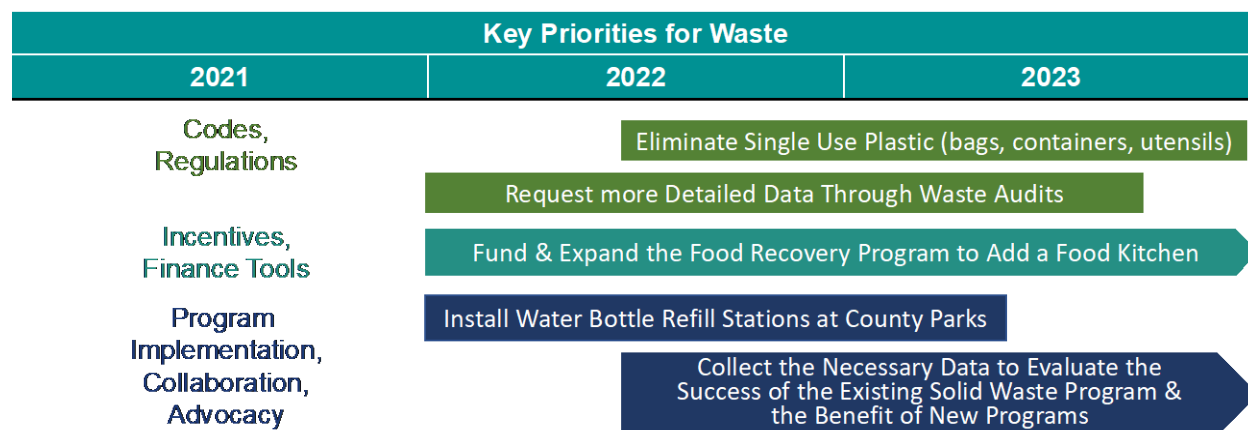 Key Priorities for Waste
2021 2022 2023
Codes,
Regulations
Eliminate Single Use Plastic (bags, containers, utensils)
Request more Detailed Data Through Waste Audits
Incentives,
Finance Tools
Fund & Expand the Food Recovery Program to Add a Food Kitchen
Program
Implementation,
Collaboration,
Advocacy
Install Water Bottle Refill Stations at County Parks
Collect the Necessary Data to Evaluate the
Success of the Existing Solid Waste Program &
the Benefit of New Programs